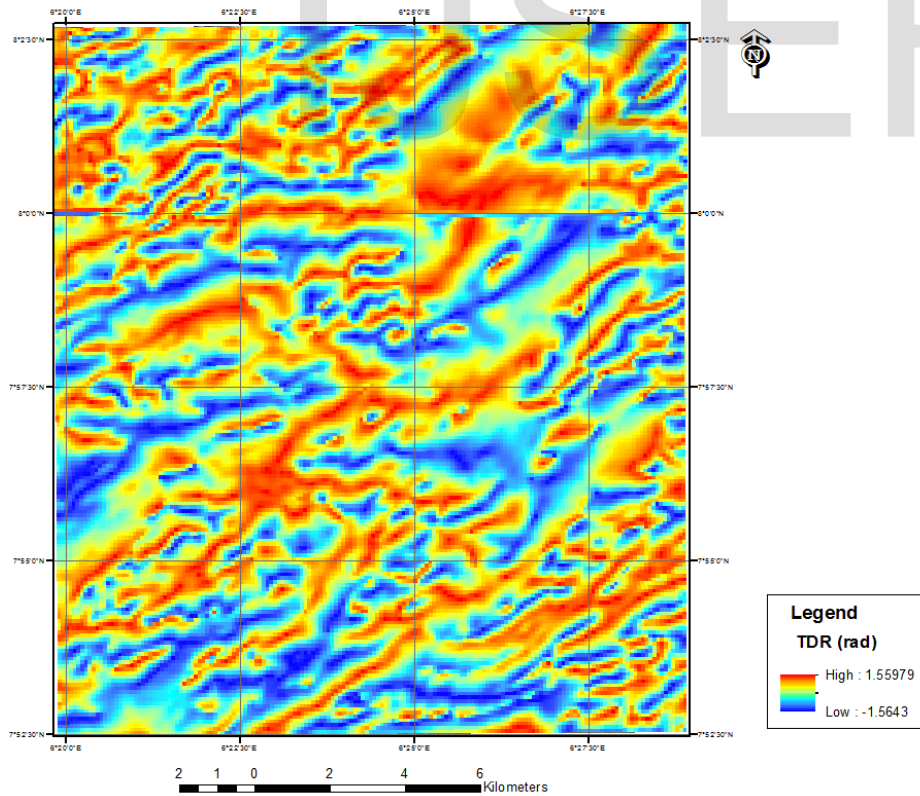 6°20'0"E 6°22'30"E 6°25'0"E 6°27'30"E
8°2'30"N 8°2'30"N
N
8°0'0"N 8°0'0"N
7°57'30"N 7°57'30"N
7°55'0"N 7°55'0"N
7°52'30"N 7°52'30"N
6°20'0"E 6°22'30"E 6°25'0"E 6°27'30"E
Legend
TDR (rad)
High : 1.55979
Low : -1.5643
2 1 0 2 4 6
Kilometers